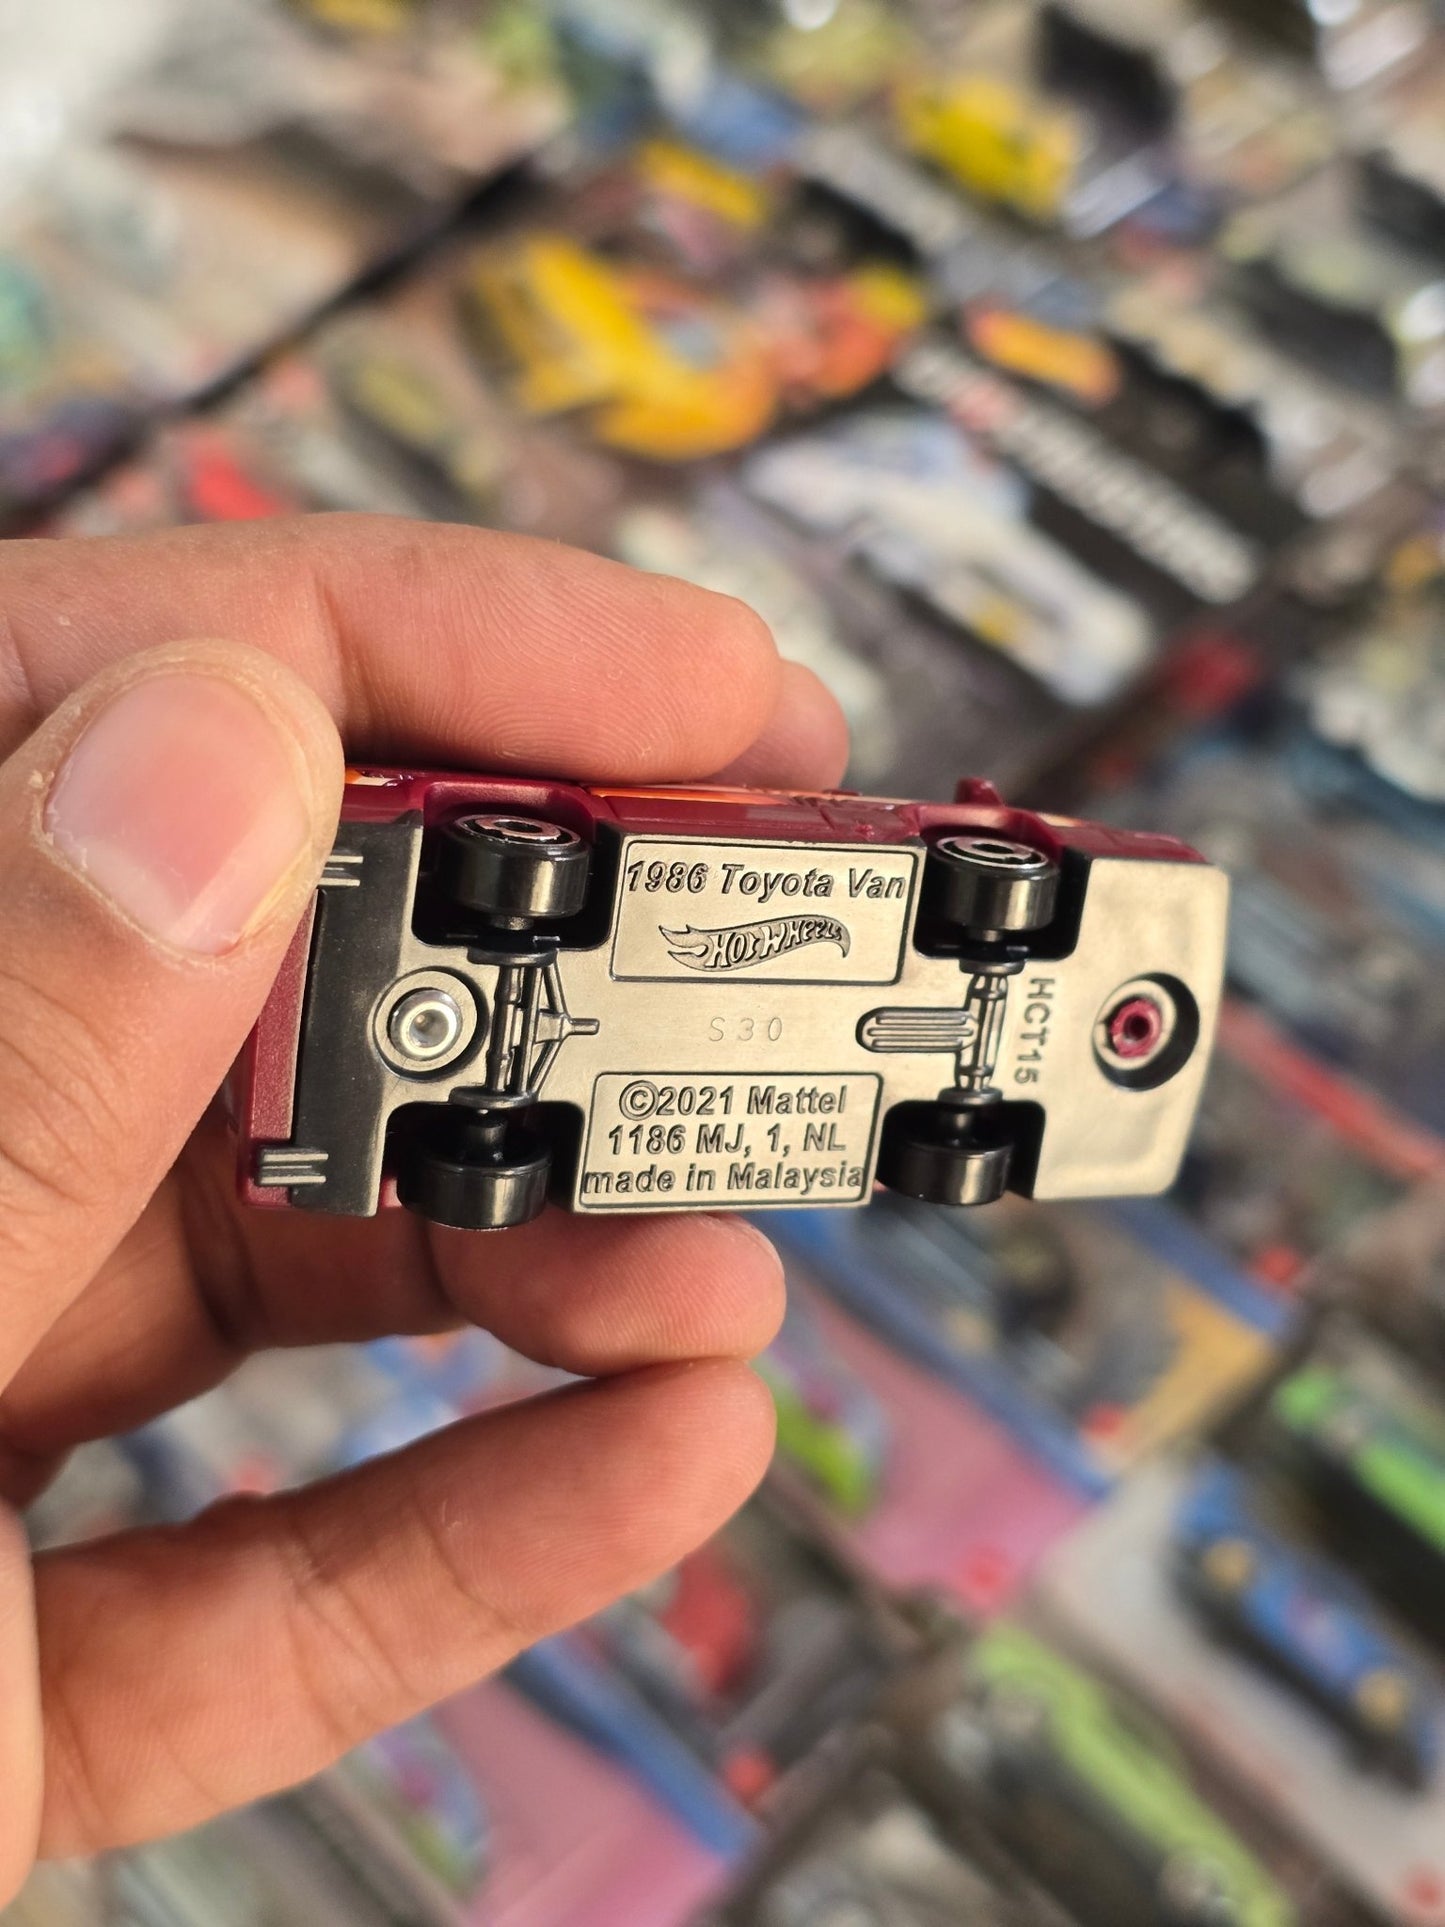 1986 Toyota Van
HOT WHEELS
S30
HCT15
©2021 Mattel
1186 MJ, 1, NL
made in Malaysia